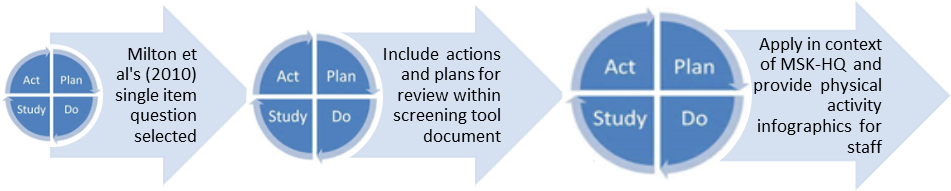 Act Plan
Study Do
Milton et
al's (2010)
single item
question
selected
Act Plan
Study Do
Include actions
and plans for
review within
screening tool
document
Act Plan
Study Do
Apply in context
of MSK-HQ and
provide physical
activity
infographics for
staff